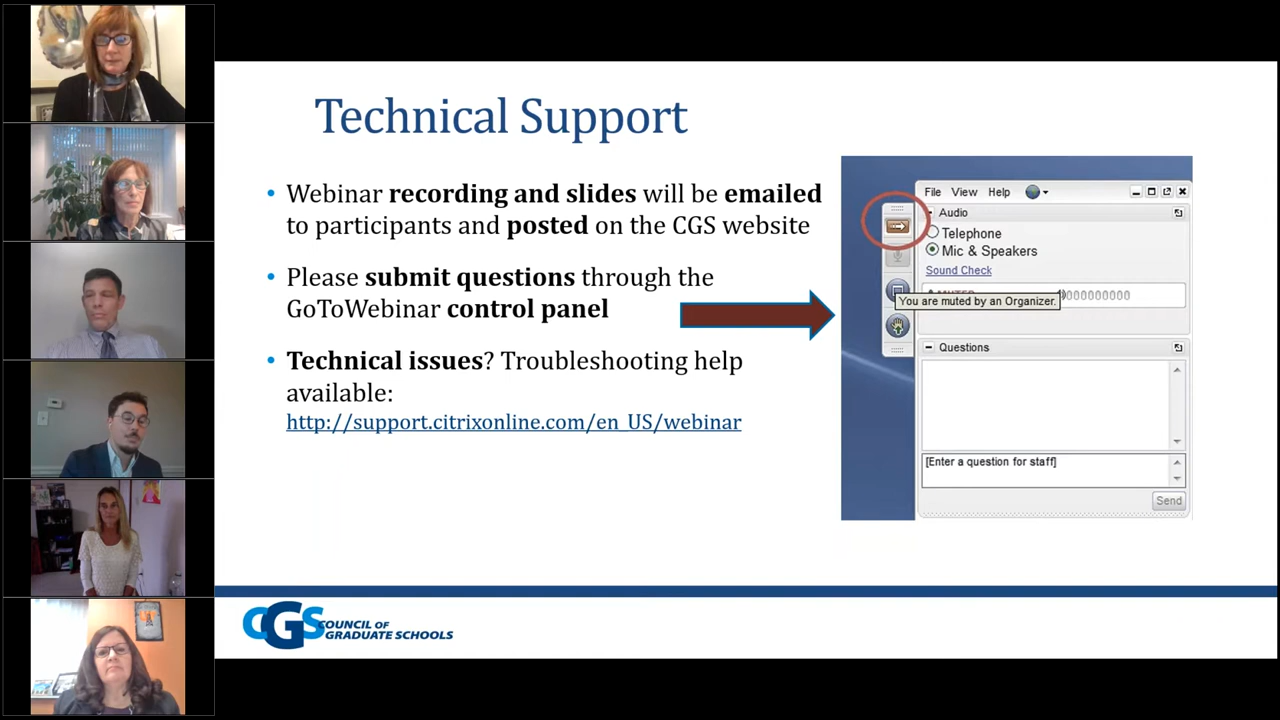 Technical Support
Webinar recording and slides will be emailed
to participants and posted on the CGS website
Please submit questions through the
GoToWebinar control panel
Technical issues? Troubleshooting help
available:
http://support.citrixonline.com/en_US/webinar
File View Help
Audio
Telephone
Mic & Speakers
Sound Check
You are muted by an Organizer.
Questions
[Enter a question for staff]
Send
CGS COUNCIL OF
GRADUATE SCHOOLS